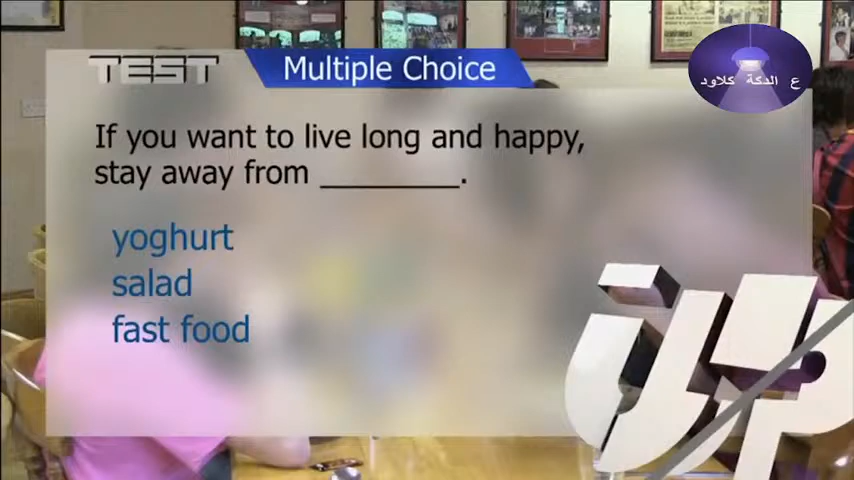 TEST
Multiple Choice
ع الدكة كلاود
If you want to live long and happy,
stay away from ________.
yoghurt
salad
fast food